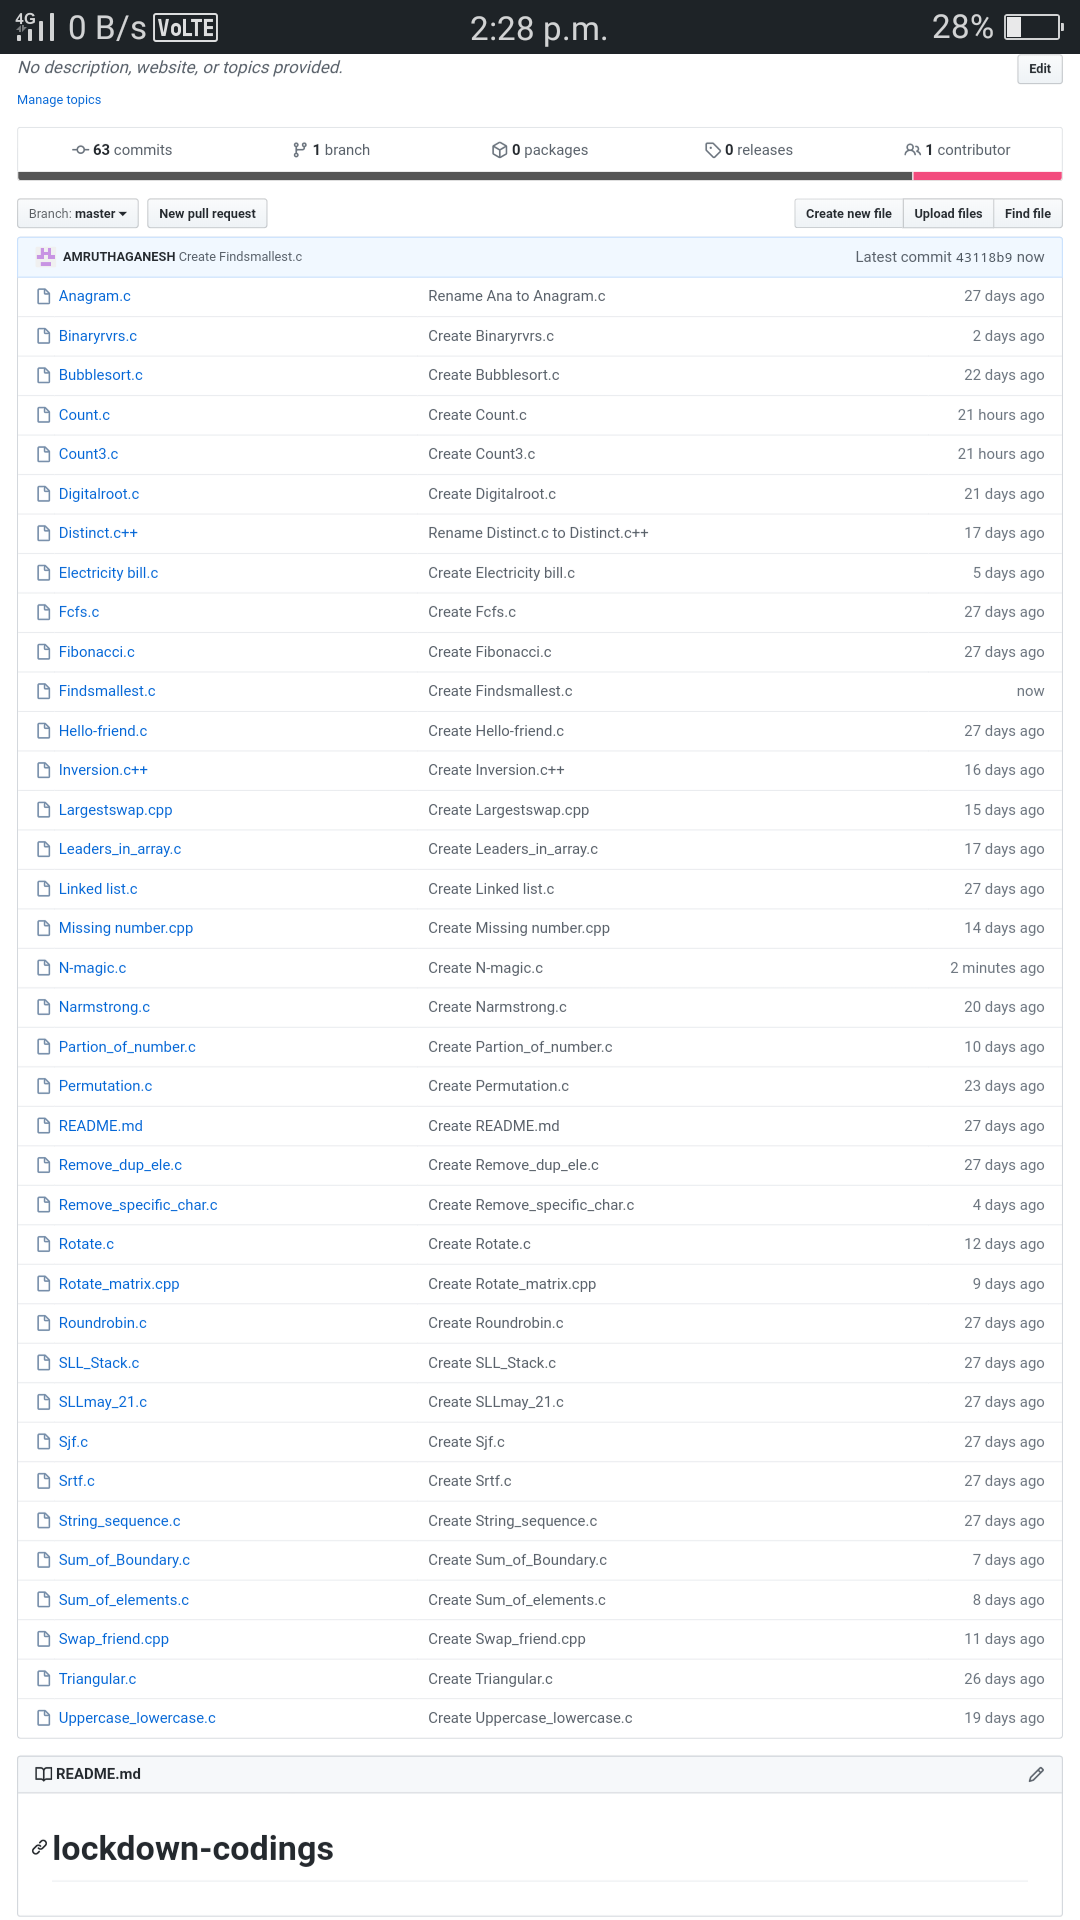 4G 0 B/s VoLTE 2:28 p.m. 28%
No description, website, or topics provided. Edit
Manage topics
63 commits 1 branch 0 packages 0 releases 1 contributor
Branch: master New pull request Create new file Upload files Find file
AMRUTHAGANESH Create Findsmallest.c Latest commit 43118b9 now
Anagram.c Rename Ana to Anagram.c 27 days ago
Binaryrvrs.c Create Binaryrvrs.c 2 days ago
Bubblesort.c Create Bubblesort.c 22 days ago
Count.c Create Count.c 21 hours ago
Count3.c Create Count3.c 21 hours ago
Digitalroot.c Create Digitalroot.c 21 days ago
Distinct.c++ Rename Distinct.c to Distinct.c++ 17 days ago
Electricity bill.c Create Electricity bill.c 5 days ago
Fcfs.c Create Fcfs.c 27 days ago
Fibonacci.c Create Fibonacci.c 27 days ago
Findsmallest.c Create Findsmallest.c now
Hello-friend.c Create Hello-friend.c 27 days ago
Inversion.c++ Create Inversion.c++ 16 days ago
Largestswap.cpp Create Largestswap.cpp 15 days ago
Leaders_in_array.c Create Leaders_in_array.c 17 days ago
Linked list.c Create Linked list.c 27 days ago
Missing number.cpp Create Missing number.cpp 14 days ago
N-magic.c Create N-magic.c 2 minutes ago
Narmstrong.c Create Narmstrong.c 20 days ago
Partion_of_number.c Create Partion_of_number.c 10 days ago
Permutation.c Create Permutation.c 23 days ago
README.md Create README.md 27 days ago
Remove_dup_ele.c Create Remove_dup_ele.c 27 days ago
Remove_specific_char.c Create Remove_specific_char.c 4 days ago
Rotate.c Create Rotate.c 12 days ago
Rotate_matrix.cpp Create Rotate_matrix.cpp 9 days ago
Roundrobin.c Create Roundrobin.c 27 days ago
SLL_Stack.c Create SLL_Stack.c 27 days ago
SLLmay_21.c Create SLLmay_21.c 27 days ago
Sjf.c Create Sjf.c 27 days ago
Srtf.c Create Srtf.c 27 days ago
String_sequence.c Create String_sequence.c 27 days ago
Sum_of_Boundary.c Create Sum_of_Boundary.c 7 days ago
Sum_of_elements.c Create Sum_of_elements.c 8 days ago
Swap_friend.cpp Create Swap_friend.cpp 11 days ago
Triangular.c Create Triangular.c 26 days ago
Uppercase_lowercase.c Create Uppercase_lowercase.c 19 days ago
README.md
lockdown-codings